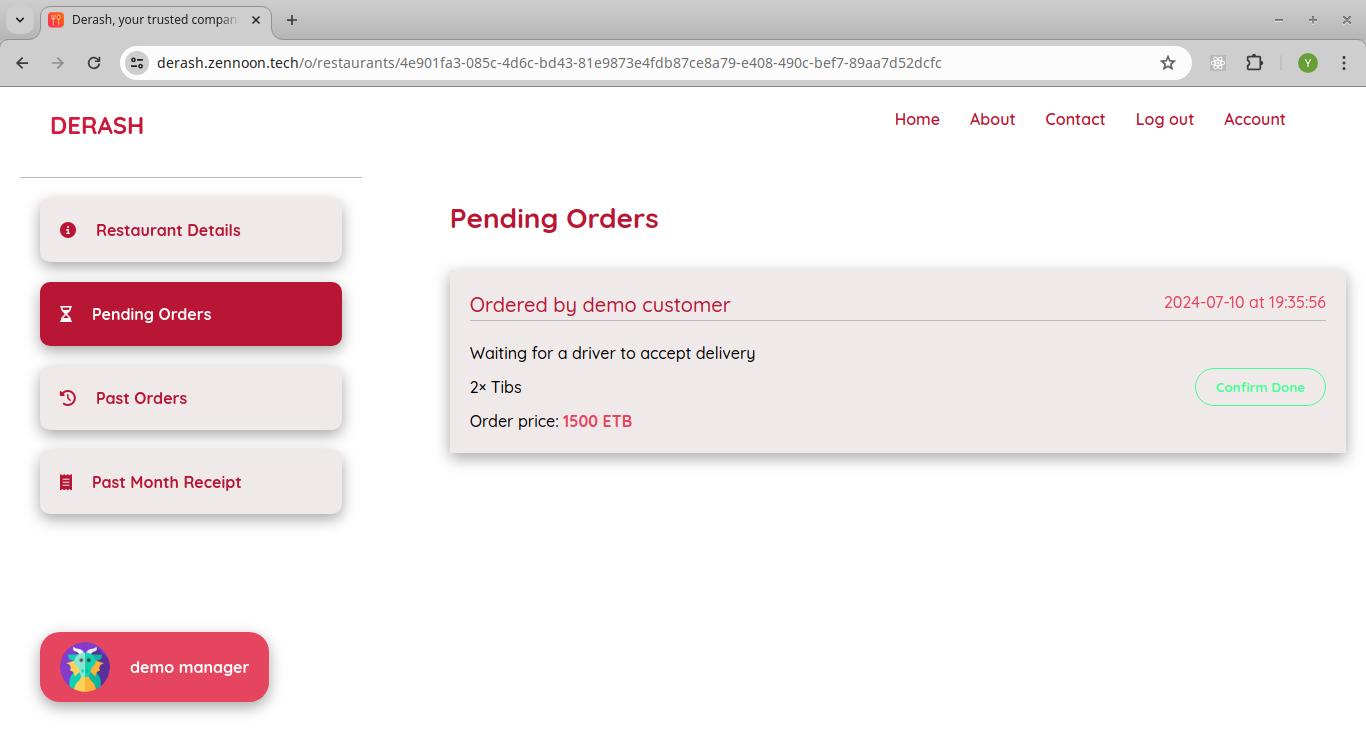 Derash, your trusted compan
derash.zennoon.tech/o/restaurants/4e901fa3-085c-4d6c-bd43-81e9873e4fdb87ce8a79-e408-490c-bef7-89aa7d52dcfc
Y
DERASH
Home
About
Contact
Log out
Account
Restaurant Details
Pending Orders
Past Orders
Past Month Receipt
demo manager
Pending Orders
Ordered by demo customer
2024-07-10 at 19:35:56
Waiting for a driver to accept delivery
2× Tibs
Order price: 1500 ETB
Confirm Done